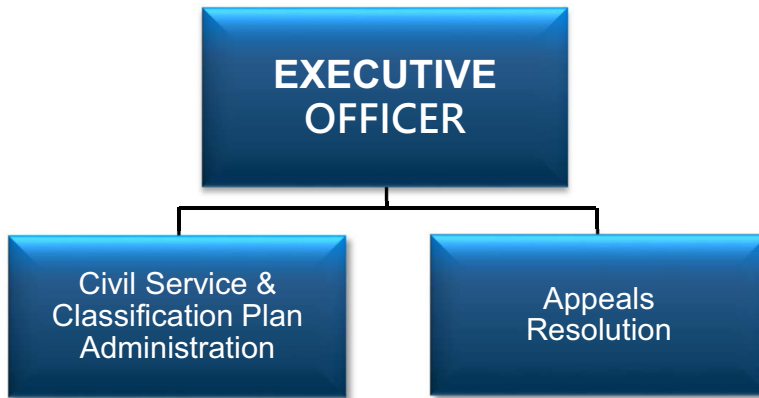 EXECUTIVE
OFFICER
Civil Service &
Classification Plan
Administration
Appeals
Resolution